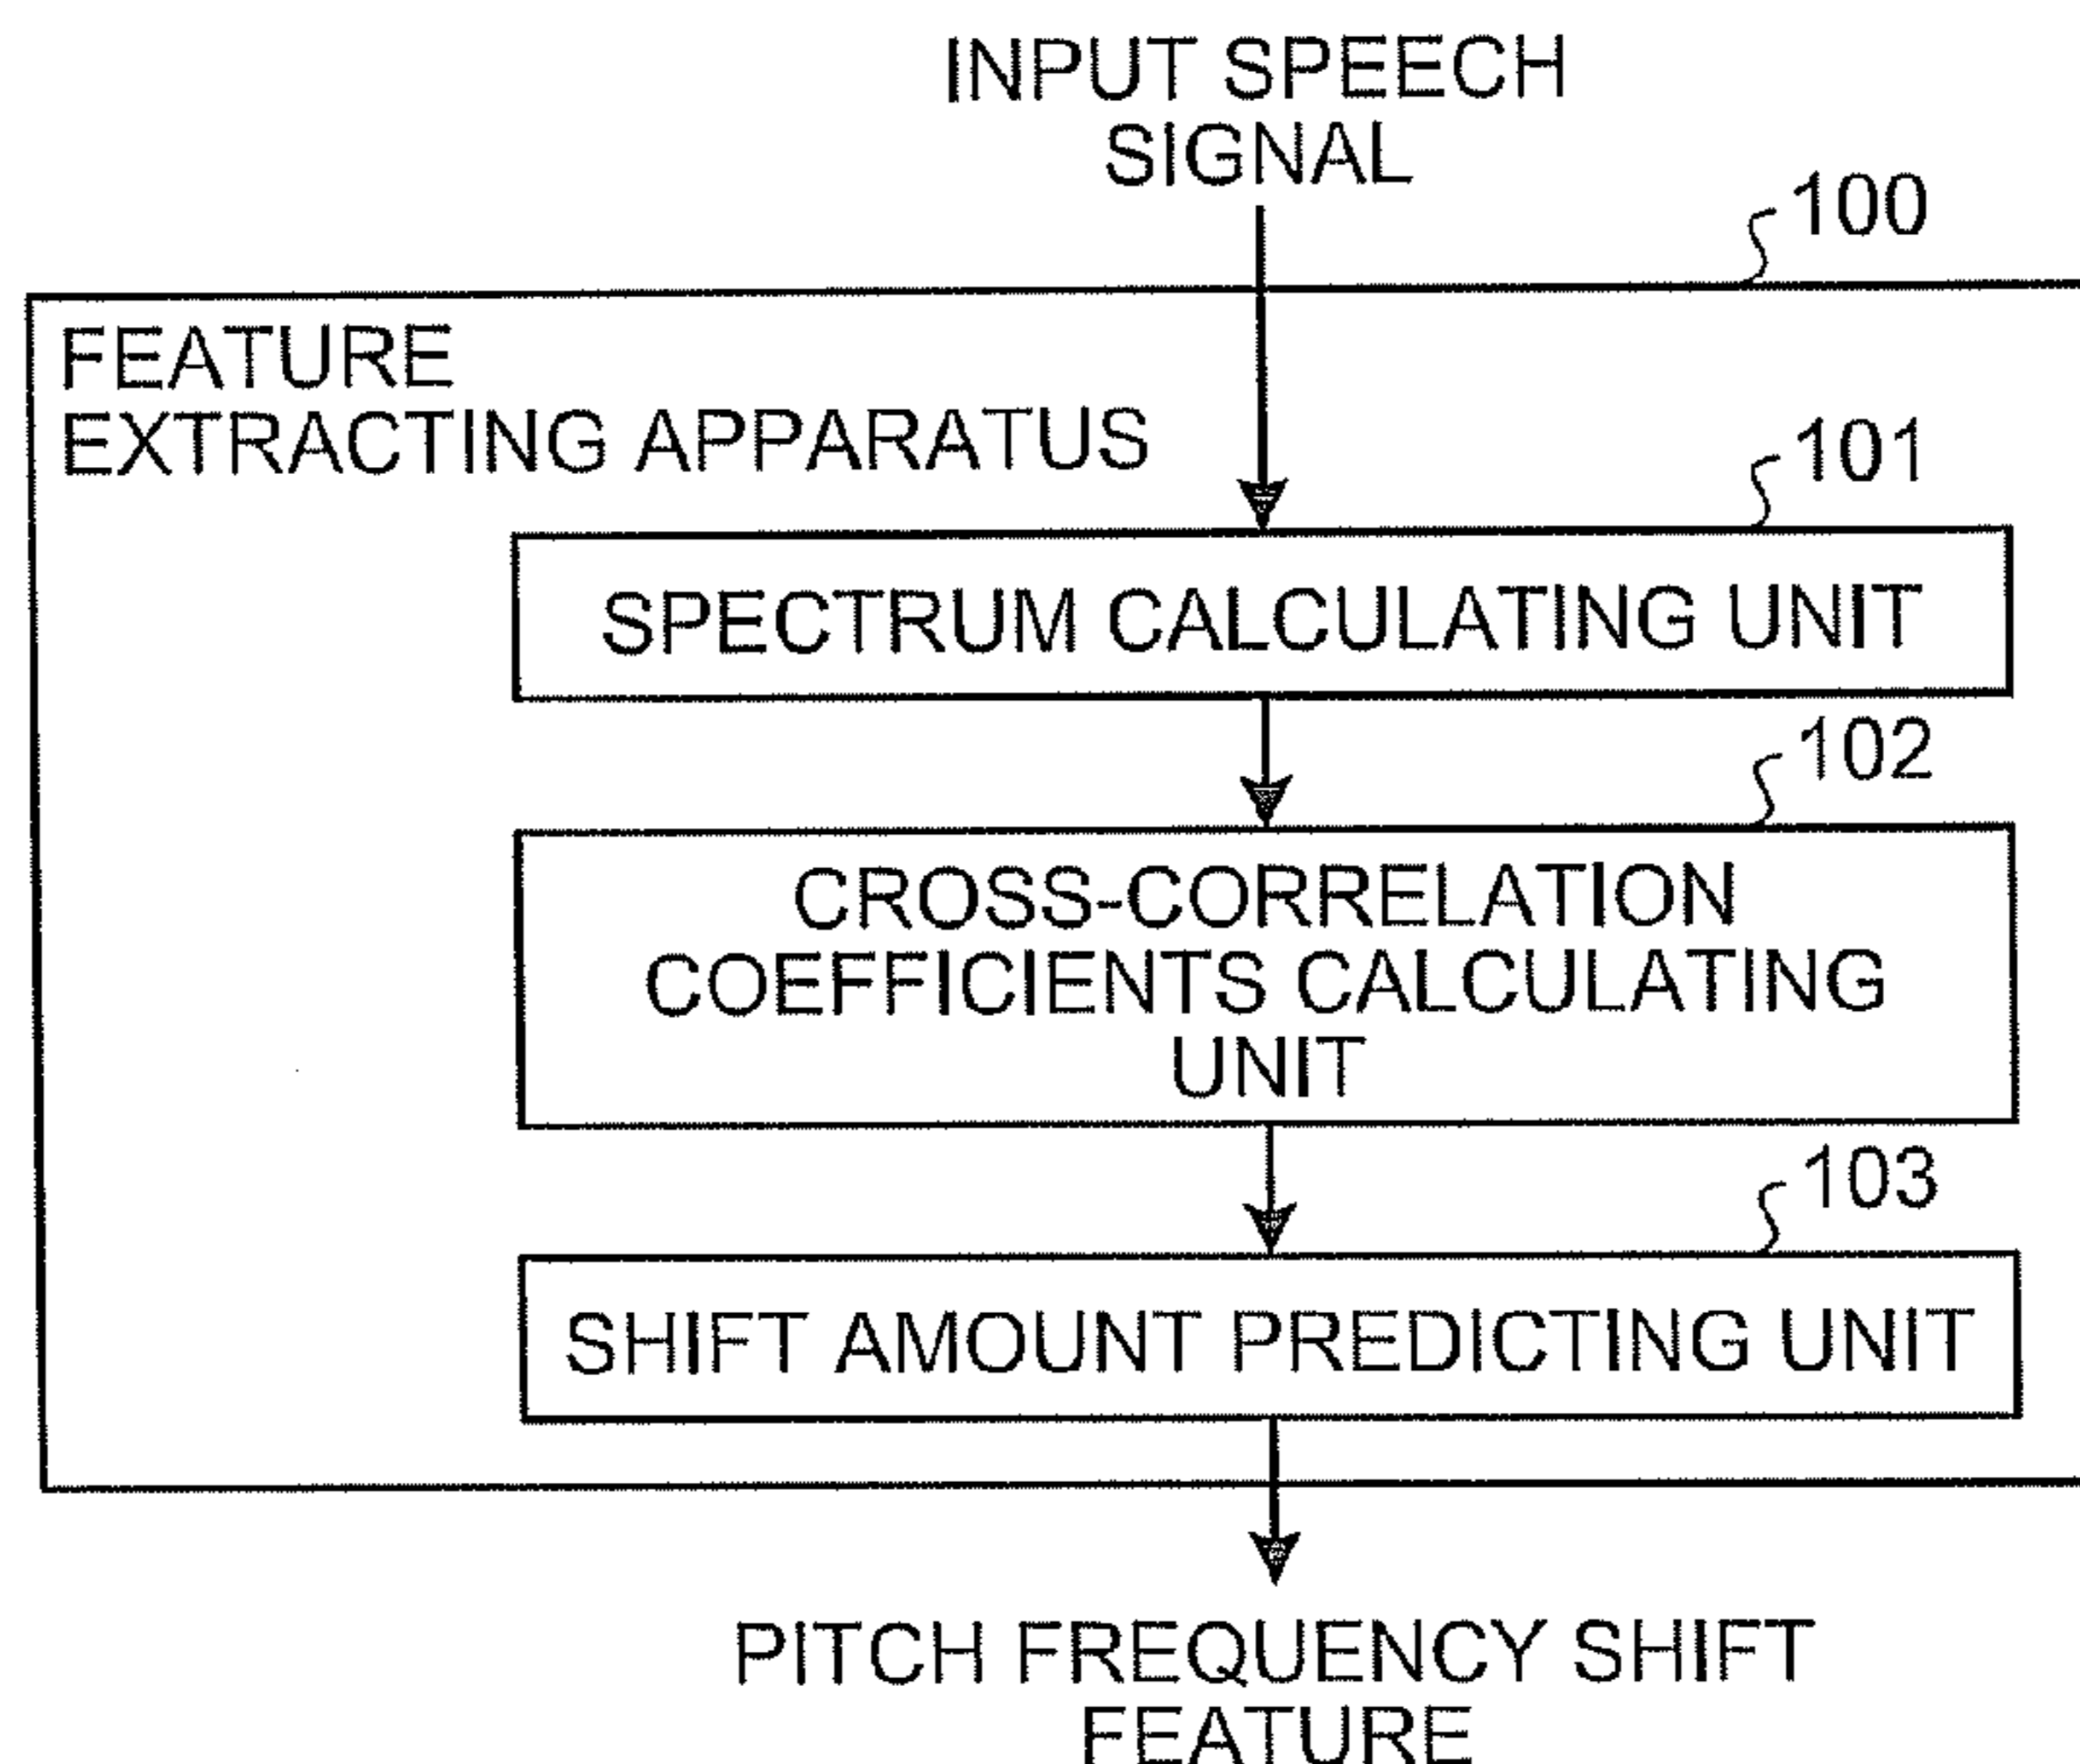 INPUT SPEECH
SIGNAL
100
FEATURE
EXTRACTING APPARATUS
101
SPECTRUM CALCULATING UNIT
102
CROSS-CORRELATION
COEFFICIENTS CALCULATING
UNIT
103
SHIFT AMOUNT PREDICTING UNIT
PITCH FREQUENCY SHIFT
FEATURE